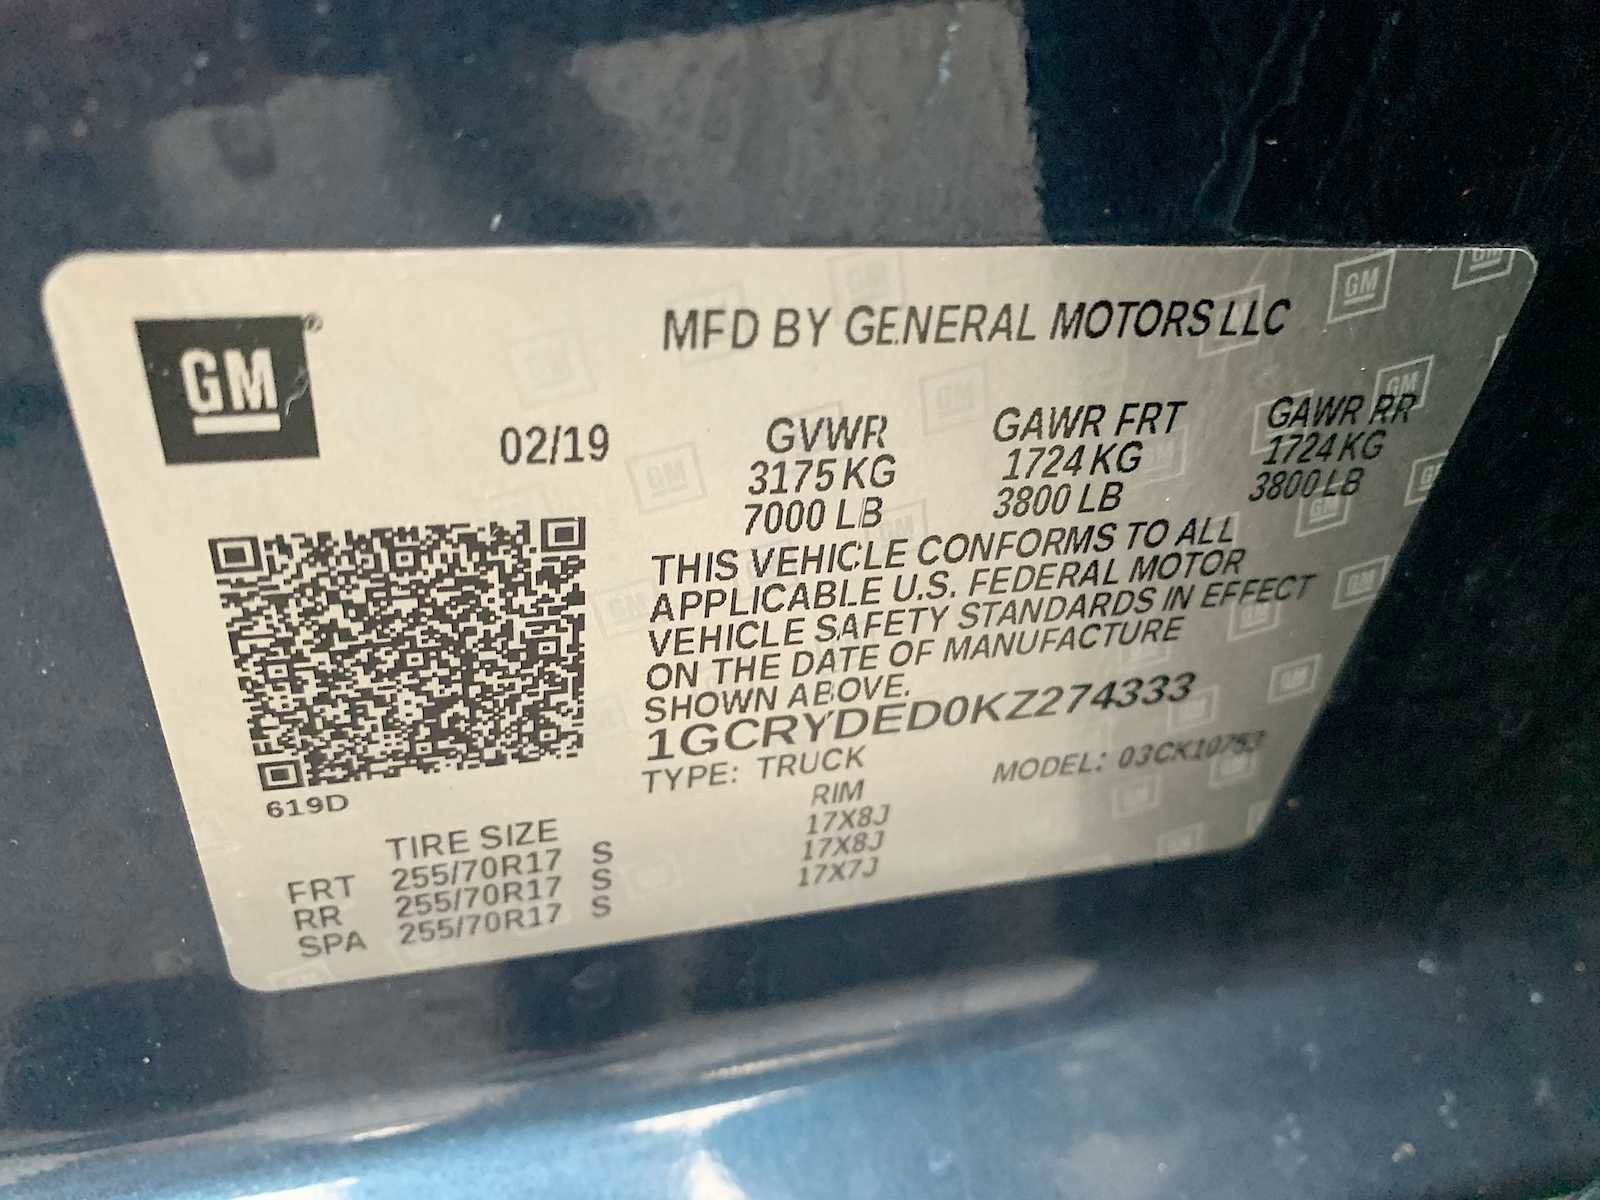 GM
MFD BY GENERAL MOTORS LLC
02/19
GVWR GAWR FRT GAWR RR
3175 KG 1724 KG 1724 KG
7000 LB 3800 LB 3800 LB
THIS VEHICLE CONFORMS TO ALL
APPLICABLE U.S. FEDERAL MOTOR
VEHICLE SAFETY STANDARDS IN EFFECT
ON THE DATE OF MANUFACTURE
SHOWN ABOVE.
1GCRYDED0KZ274333
TYPE: TRUCK MODEL: 03CK10753
619D
TIRE SIZE RIM
FRT 255/70R17 S 17X8J
RR 255/70R17 S 17X8J
SPA 255/70R17 S 17X7J